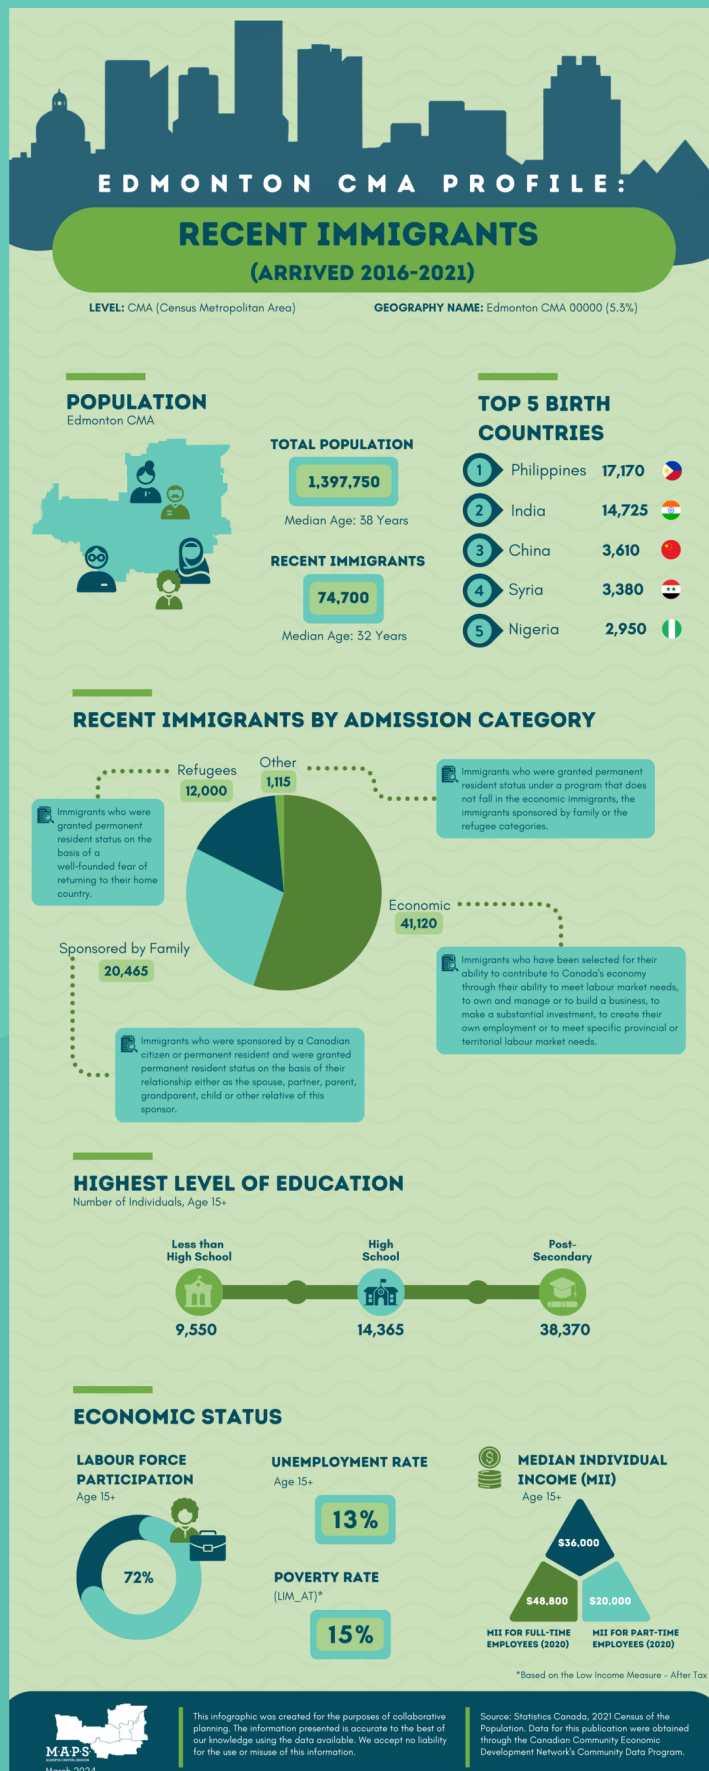 EDMONTON CMA PROFILE:
RECENT IMMIGRANTS
(ARRIVED 2016-2021)
LEVEL: CMA (Census Metropolitan Area)
GEOGRAPHY NAME: Edmonton CMA 00000 (5.3%)
POPULATION
Edmonton CMA
TOTAL POPULATION
1,397,750
Median Age: 38 Years
RECENT IMMIGRANTS
74,700
Median Age: 32 Years
TOP 5 BIRTH
COUNTRIES
1 Philippines 17,170
2 India 14,725
3 China 3,610
4 Syria 3,380
5 Nigeria 2,950
RECENT IMMIGRANTS BY ADMISSION CATEGORY
Refugees
12,000
Other
1,115
Immigrants who were
granted permanent
resident status on the
basis of a
well-founded fear of
returning to their home
country.
Immigrants who were granted permanent
resident status under a program that does
not fall in the economic immigrants, the
immigrants sponsored by family or the
refugee categories.
Economic
41,120
Sponsored by Family
20,465
Immigrants who have been selected for their
ability to contribute to Canada's economy
through their ability to meet labour market needs,
to own and manage or to build a business, to
make a substantial investment, to create their
own employment or to meet specific provincial or
territorial labour market needs.
Immigrants who were sponsored by a Canadian
citizen or permanent resident and were granted
permanent resident status on the basis of their
relationship either as the spouse, partner, parent,
grandparent, child or other relative of this
sponsor.
HIGHEST LEVEL OF EDUCATION
Number of Individuals, Age 15+
Less than
High School
9,550
High
School
14,365
Post-
Secondary
38,370
ECONOMIC STATUS
LABOUR FORCE
PARTICIPATION
Age 15+
72%
UNEMPLOYMENT RATE
Age 15+
13%
POVERTY RATE
(LIM_AT)*
15%
$
MEDIAN INDIVIDUAL
INCOME (MII)
Age 15+
$36,000
$48,800
$20,000
MII FOR FULL-TIME
EMPLOYEES (2020)
MII FOR PART-TIME
EMPLOYEES (2020)
*Based on the Low Income Measure - After Tax
MAPS
ALBERTA CAPITAL REGION
March 2024
This infographic was created for the purposes of collaborative
planning. The information presented is accurate to the best of
our knowledge using the data available. We accept no liability
for the use or misuse of this information.
Source: Statistics Canada, 2021 Census of the
Population. Data for this publication were obtained
through the Canadian Community Economic
Development Network's Community Data Program.